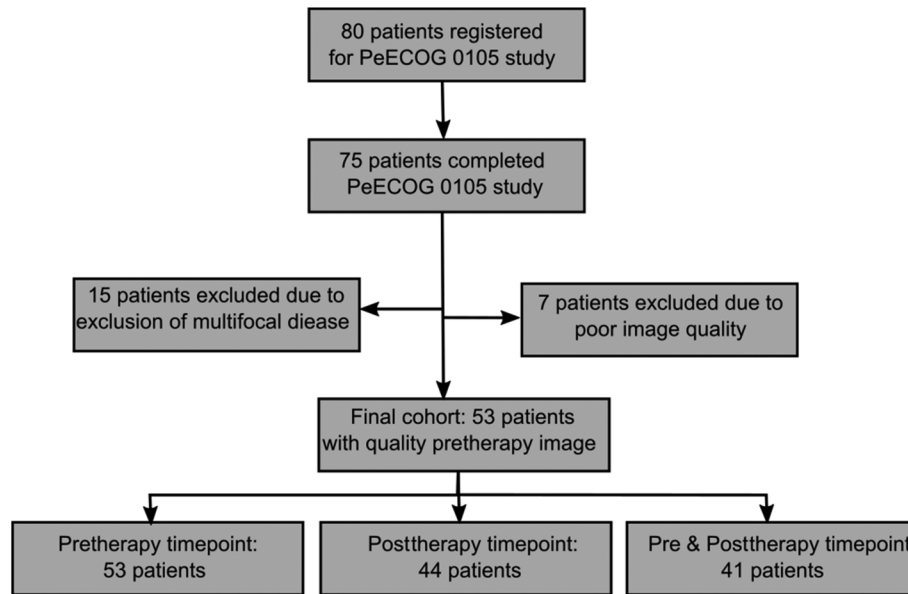 80 patients registered
for PeECOG 0105 study
75 patients completed
PeECOG 0105 study
15 patients excluded due to
exclusion of multifocal disease
7 patients excluded due to
poor image quality
Final cohort: 53 patients
with quality pretherapy image
Pretherapy timepoint:
53 patients
Posttherapy timepoint:
44 patients
Pre & Posttherapy timepoint
41 patients